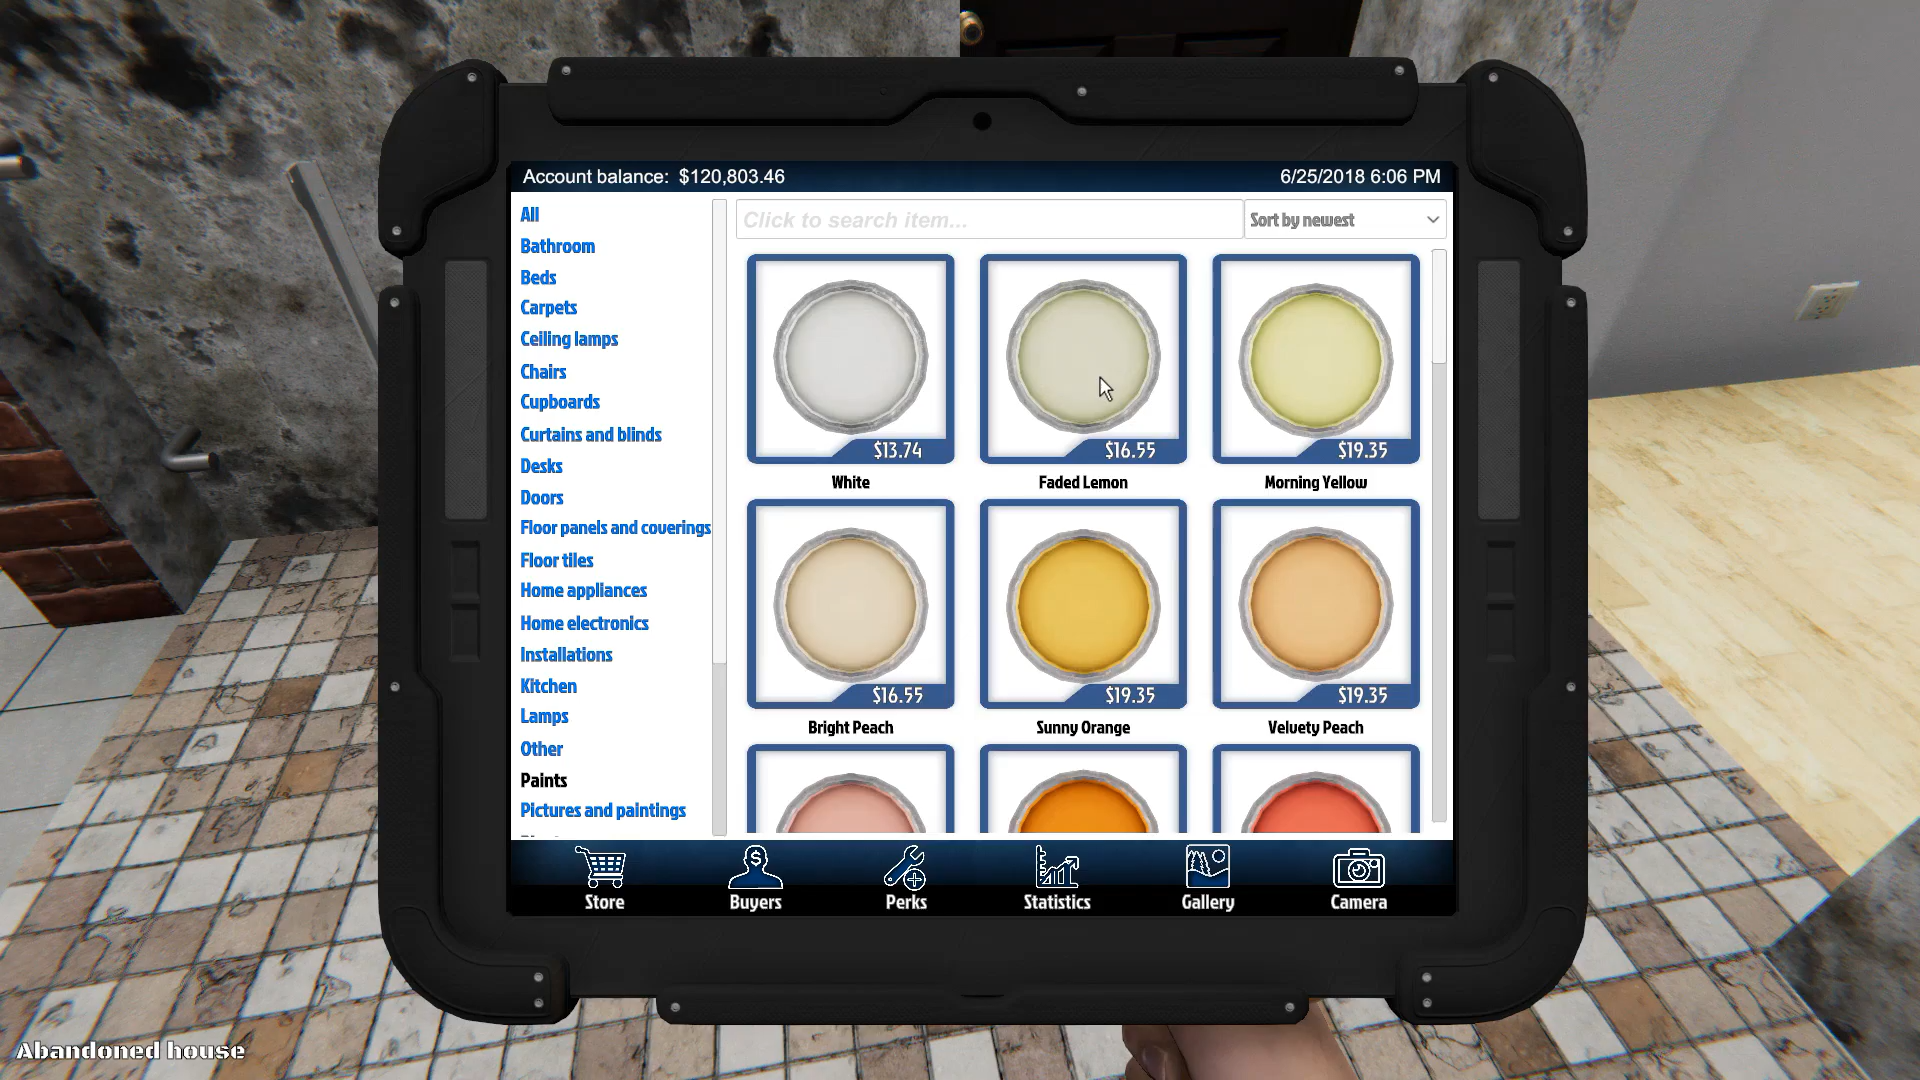 Account balance: $120,803.46
6/25/2018 6:06 PM
All
Bathroom
Beds
Carpets
Ceiling lamps
Chairs
Cupboards
Curtains and blinds
Desks
Doors
Floor panels and coverings
Floor tiles
Home appliances
Home electronics
Installations
Kitchen
Lamps
Other
Paints
Pictures and paintings
Click to search item...
Sort by newest
$13.74
$16.55
$19.35
White
Faded Lemon
Morning Yellow
$16.55
$19.35
$19.35
Bright Peach
Sunny Orange
Velvety Peach
Store
Buyers
Perks
Statistics
Gallery
Camera
Abandoned house